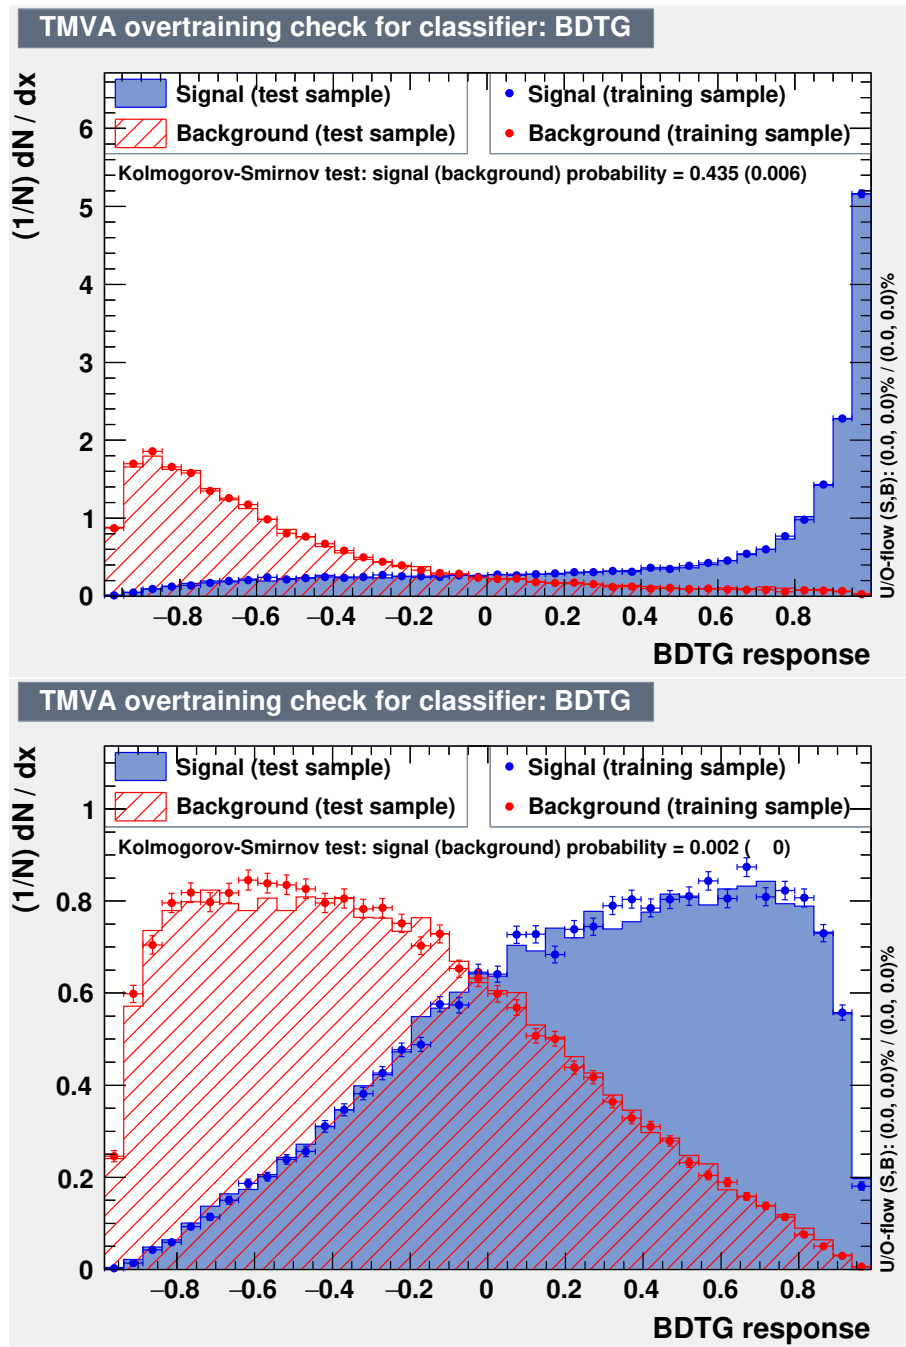 TMVA overtraining check for classifier: BDTG
(1/N) dN / dx
Signal (test sample)
Background (test sample)
Signal (training sample)
Background (training sample)
Kolmogorov-Smirnov test: signal (background) probability = 0.435 (0.006)
6
5
4
3
2
1
0
−0.8 −0.6 −0.4 −0.2 0 0.2 0.4 0.6 0.8
BDTG response
U/O-flow (S,B): (0.0, 0.0)% / (0.0, 0.0)%
TMVA overtraining check for classifier: BDTG
(1/N) dN / dx
Signal (test sample)
Background (test sample)
Signal (training sample)
Background (training sample)
Kolmogorov-Smirnov test: signal (background) probability = 0.002 ( 0)
1
0.8
0.6
0.4
0.2
0
−0.8 −0.6 −0.4 −0.2 0 0.2 0.4 0.6 0.8
BDTG response
U/O-flow (S,B): (0.0, 0.0)% / (0.0, 0.0)%